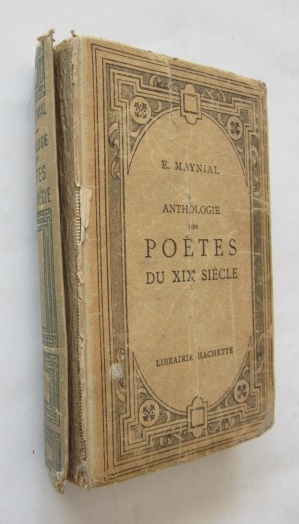 E. MAYNIAL
ANTHOLOGIE
DES
POÈTES
DU XIXᵉ SIÈCLE
LIBRAIRIE HACHETTE